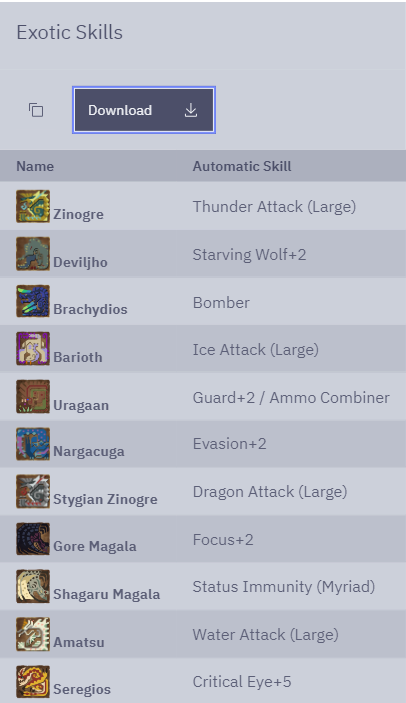 Exotic Skills
Download
Name Automatic Skill
Zinogre Thunder Attack (Large)
Deviljho Starving Wolf+2
Brachydios Bomber
Barioth Ice Attack (Large)
Uragaan Guard+2 / Ammo Combiner
Nargacuga Evasion+2
Stygian Zinogre Dragon Attack (Large)
Gore Magala Focus+2
Shagaru Magala Status Immunity (Myriad)
Amatsu Water Attack (Large)
Seregios Critical Eye+5